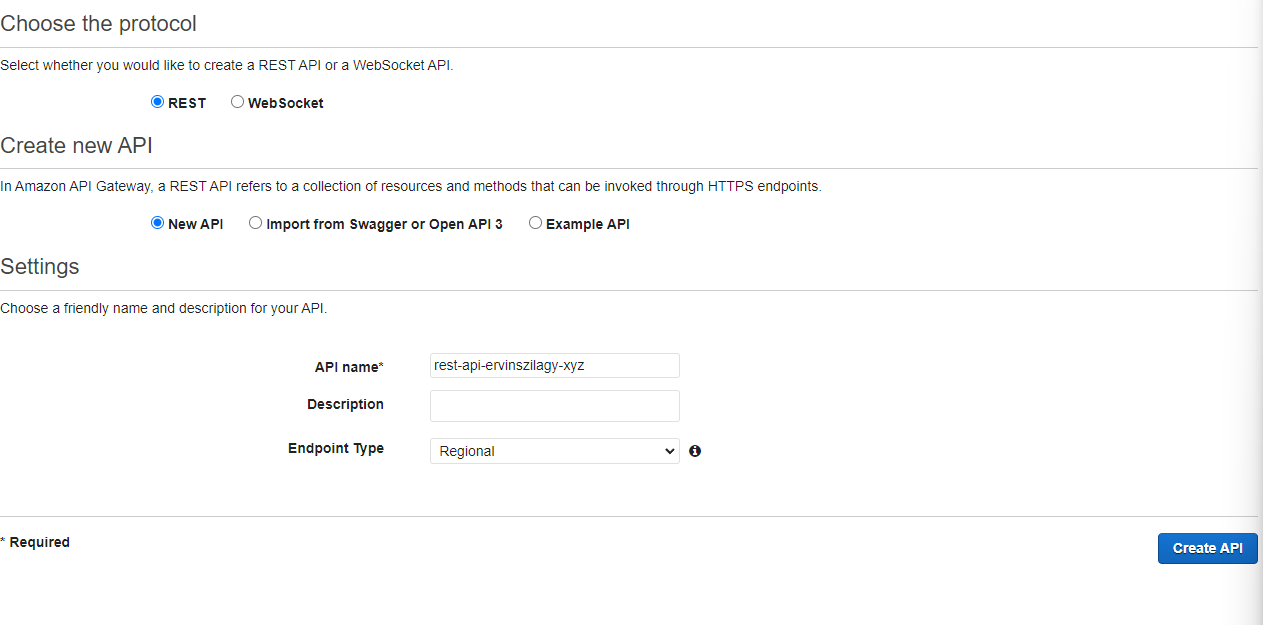 Choose the protocol
Select whether you would like to create a REST API or a WebSocket API.
REST WebSocket
Create new API
In Amazon API Gateway, a REST API refers to a collection of resources and methods that can be invoked through HTTPS endpoints.
New API Import from Swagger or Open API 3 Example API
Settings
Choose a friendly name and description for your API.
API name* rest-api-ervinszilagy-xyz
Description
Endpoint Type Regional
* Required
Create API